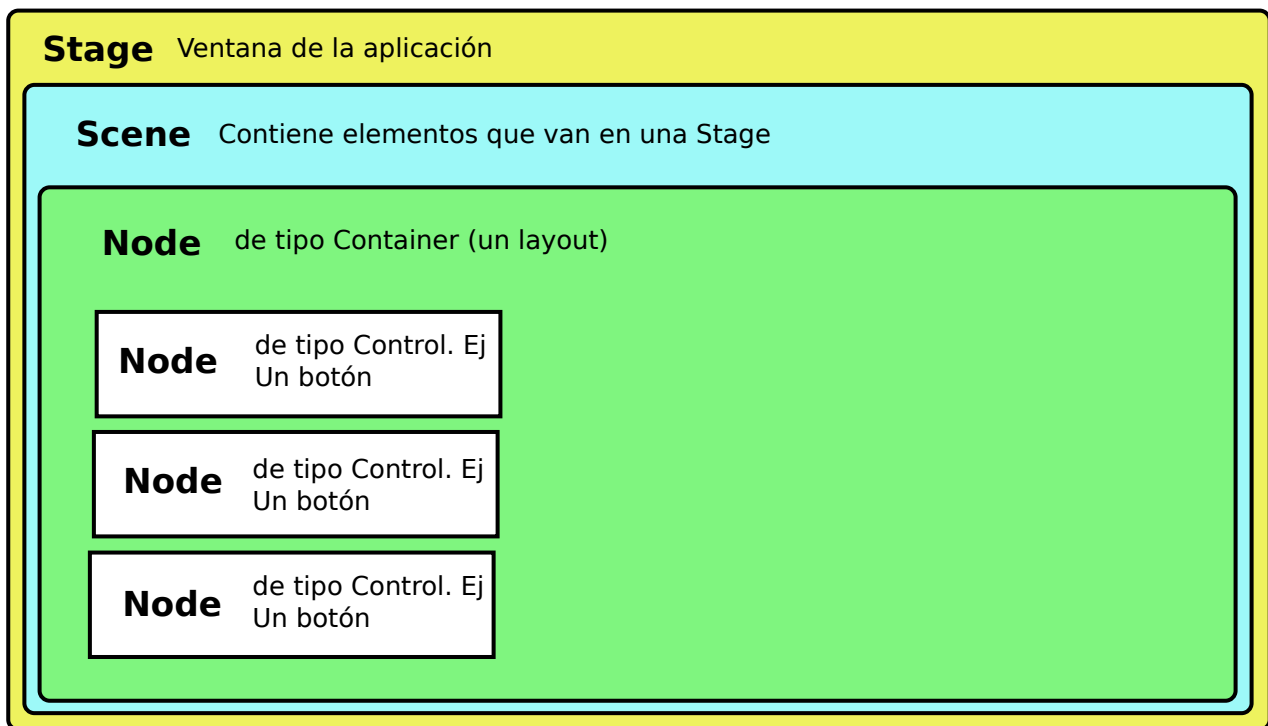 Stage Ventana de la aplicación
Scene Contiene elementos que van en una Stage
Node de tipo Container (un layout)
Node de tipo Control. Ej
Un botón
Node de tipo Control. Ej
Un botón
Node de tipo Control. Ej
Un botón